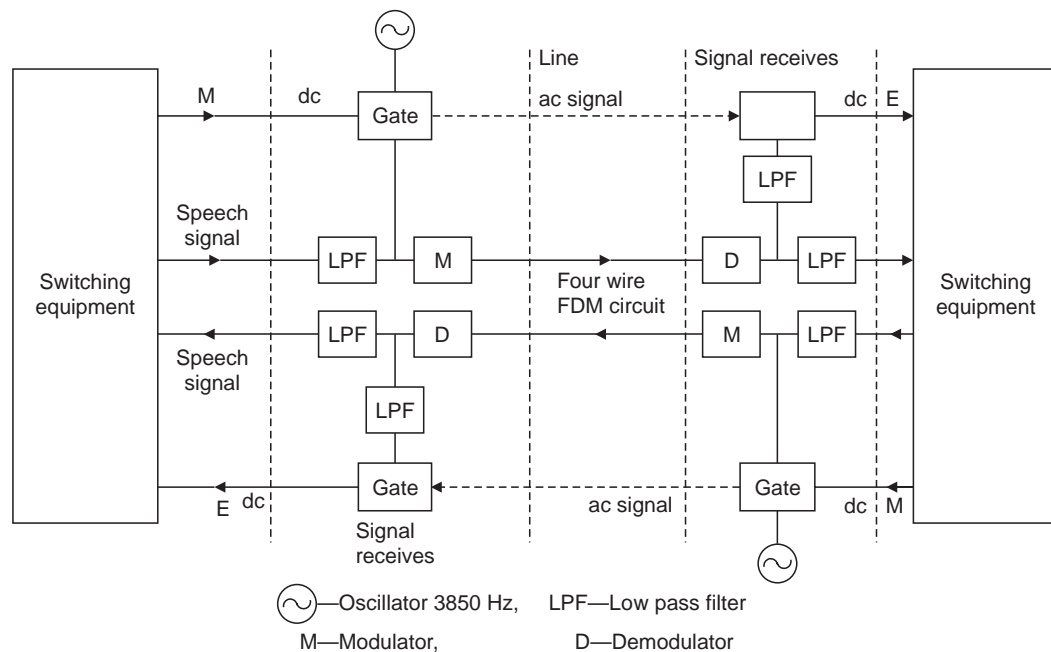 Line
Signal receives
M
dc
Gate
ac signal
dc
E
LPF
Speech
signal
LPF
M
D
LPF
Switching
equipment
Four wire
FDM circuit
Switching
equipment
LPF
D
M
LPF
Speech
signal
LPF
E
dc
Gate
ac signal
Gate
dc
M
Signal
receives
—Oscillator 3850 Hz, LPF—Low pass filter
M—Modulator, D—Demodulator